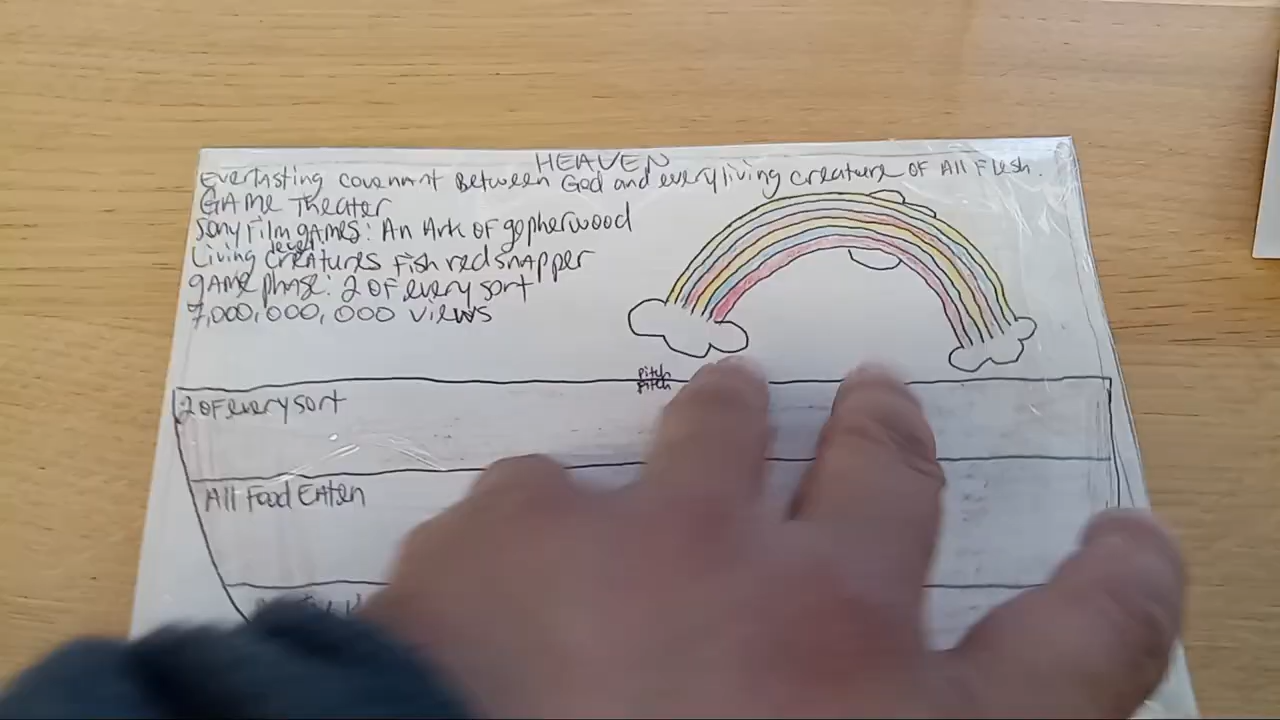 HEAVEN
Everlasting covenant Between God and every living creature of All Flesh.
GAME Theater
Sony Film games: An Ark of gopherwood
level
Living creatures Fish red snapper
game phase: 2 OF every sort
7,000,000,000 views
Pitch
Pitch
2 OF every sort
All Food Eaten